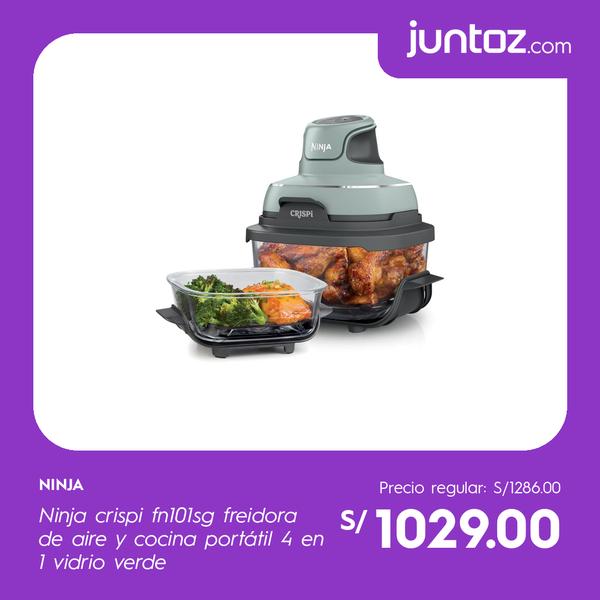 juntoz.com
NINJA
CRISPi
NINJA
Ninja crispi fn101sg freidora
de aire y cocina portátil 4 en
1 vidrio verde
Precio regular: S/1286.00
S/ 1029.00